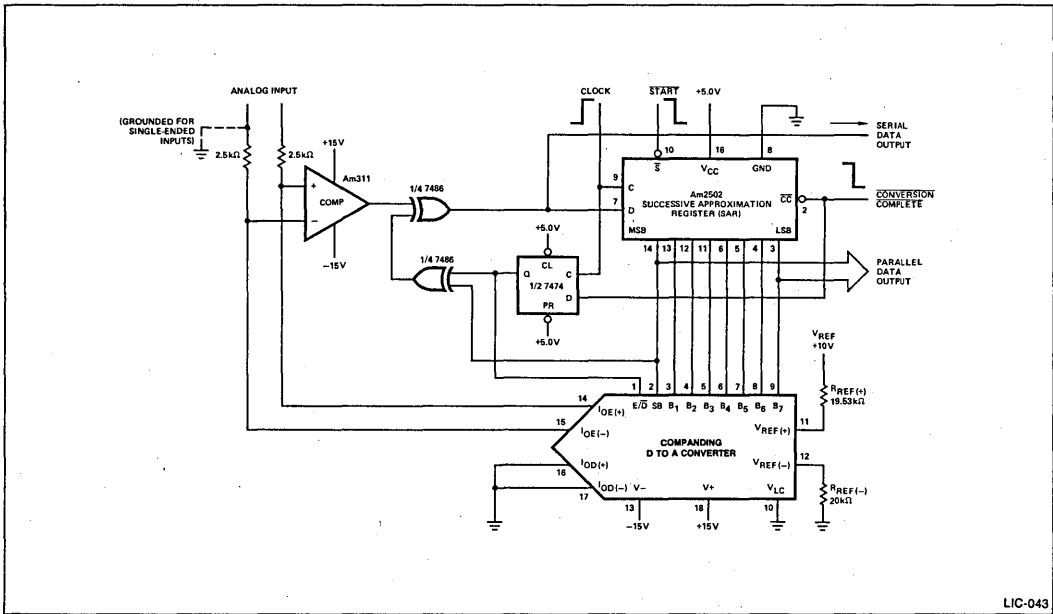 ANALOG INPUT
(GROUNDED FOR
SINGLE-ENDED
INPUTS)
2.5kΩ
2.5kΩ
+15V
Am311
+
COMP
−
−15V
1/4 7486
1/4 7486
CLOCK
START
+5.0V
10
16
8
S
VCC
GND
9
C
7
D
Am2502
SUCCESSIVE APPROXIMATION
REGISTER (SAR)
CC
2
MSB
LSB
14 13 12 11 6 5 4 3
SERIAL
DATA
OUTPUT
CONVERSION
COMPLETE
PARALLEL
DATA
OUTPUT
+5.0V
CL
Q
C
1/2 7474
D
PR
+5.0V
VREF
+10V
RREF(+)
19.53kΩ
1 2 3 4 5 6 7 8 9
E/D SB B1 B2 B3 B4 B5 B6 B7
14
IOE(+)
15
IOE(−)
16
IOD(+)
17
IOD(−)
COMPANDING
D TO A CONVERTER
VREF(+)
11
VREF(−)
12
RREF(−)
20kΩ
V−
V+
VLC
13
18
10
−15V
+15V
LIC-043